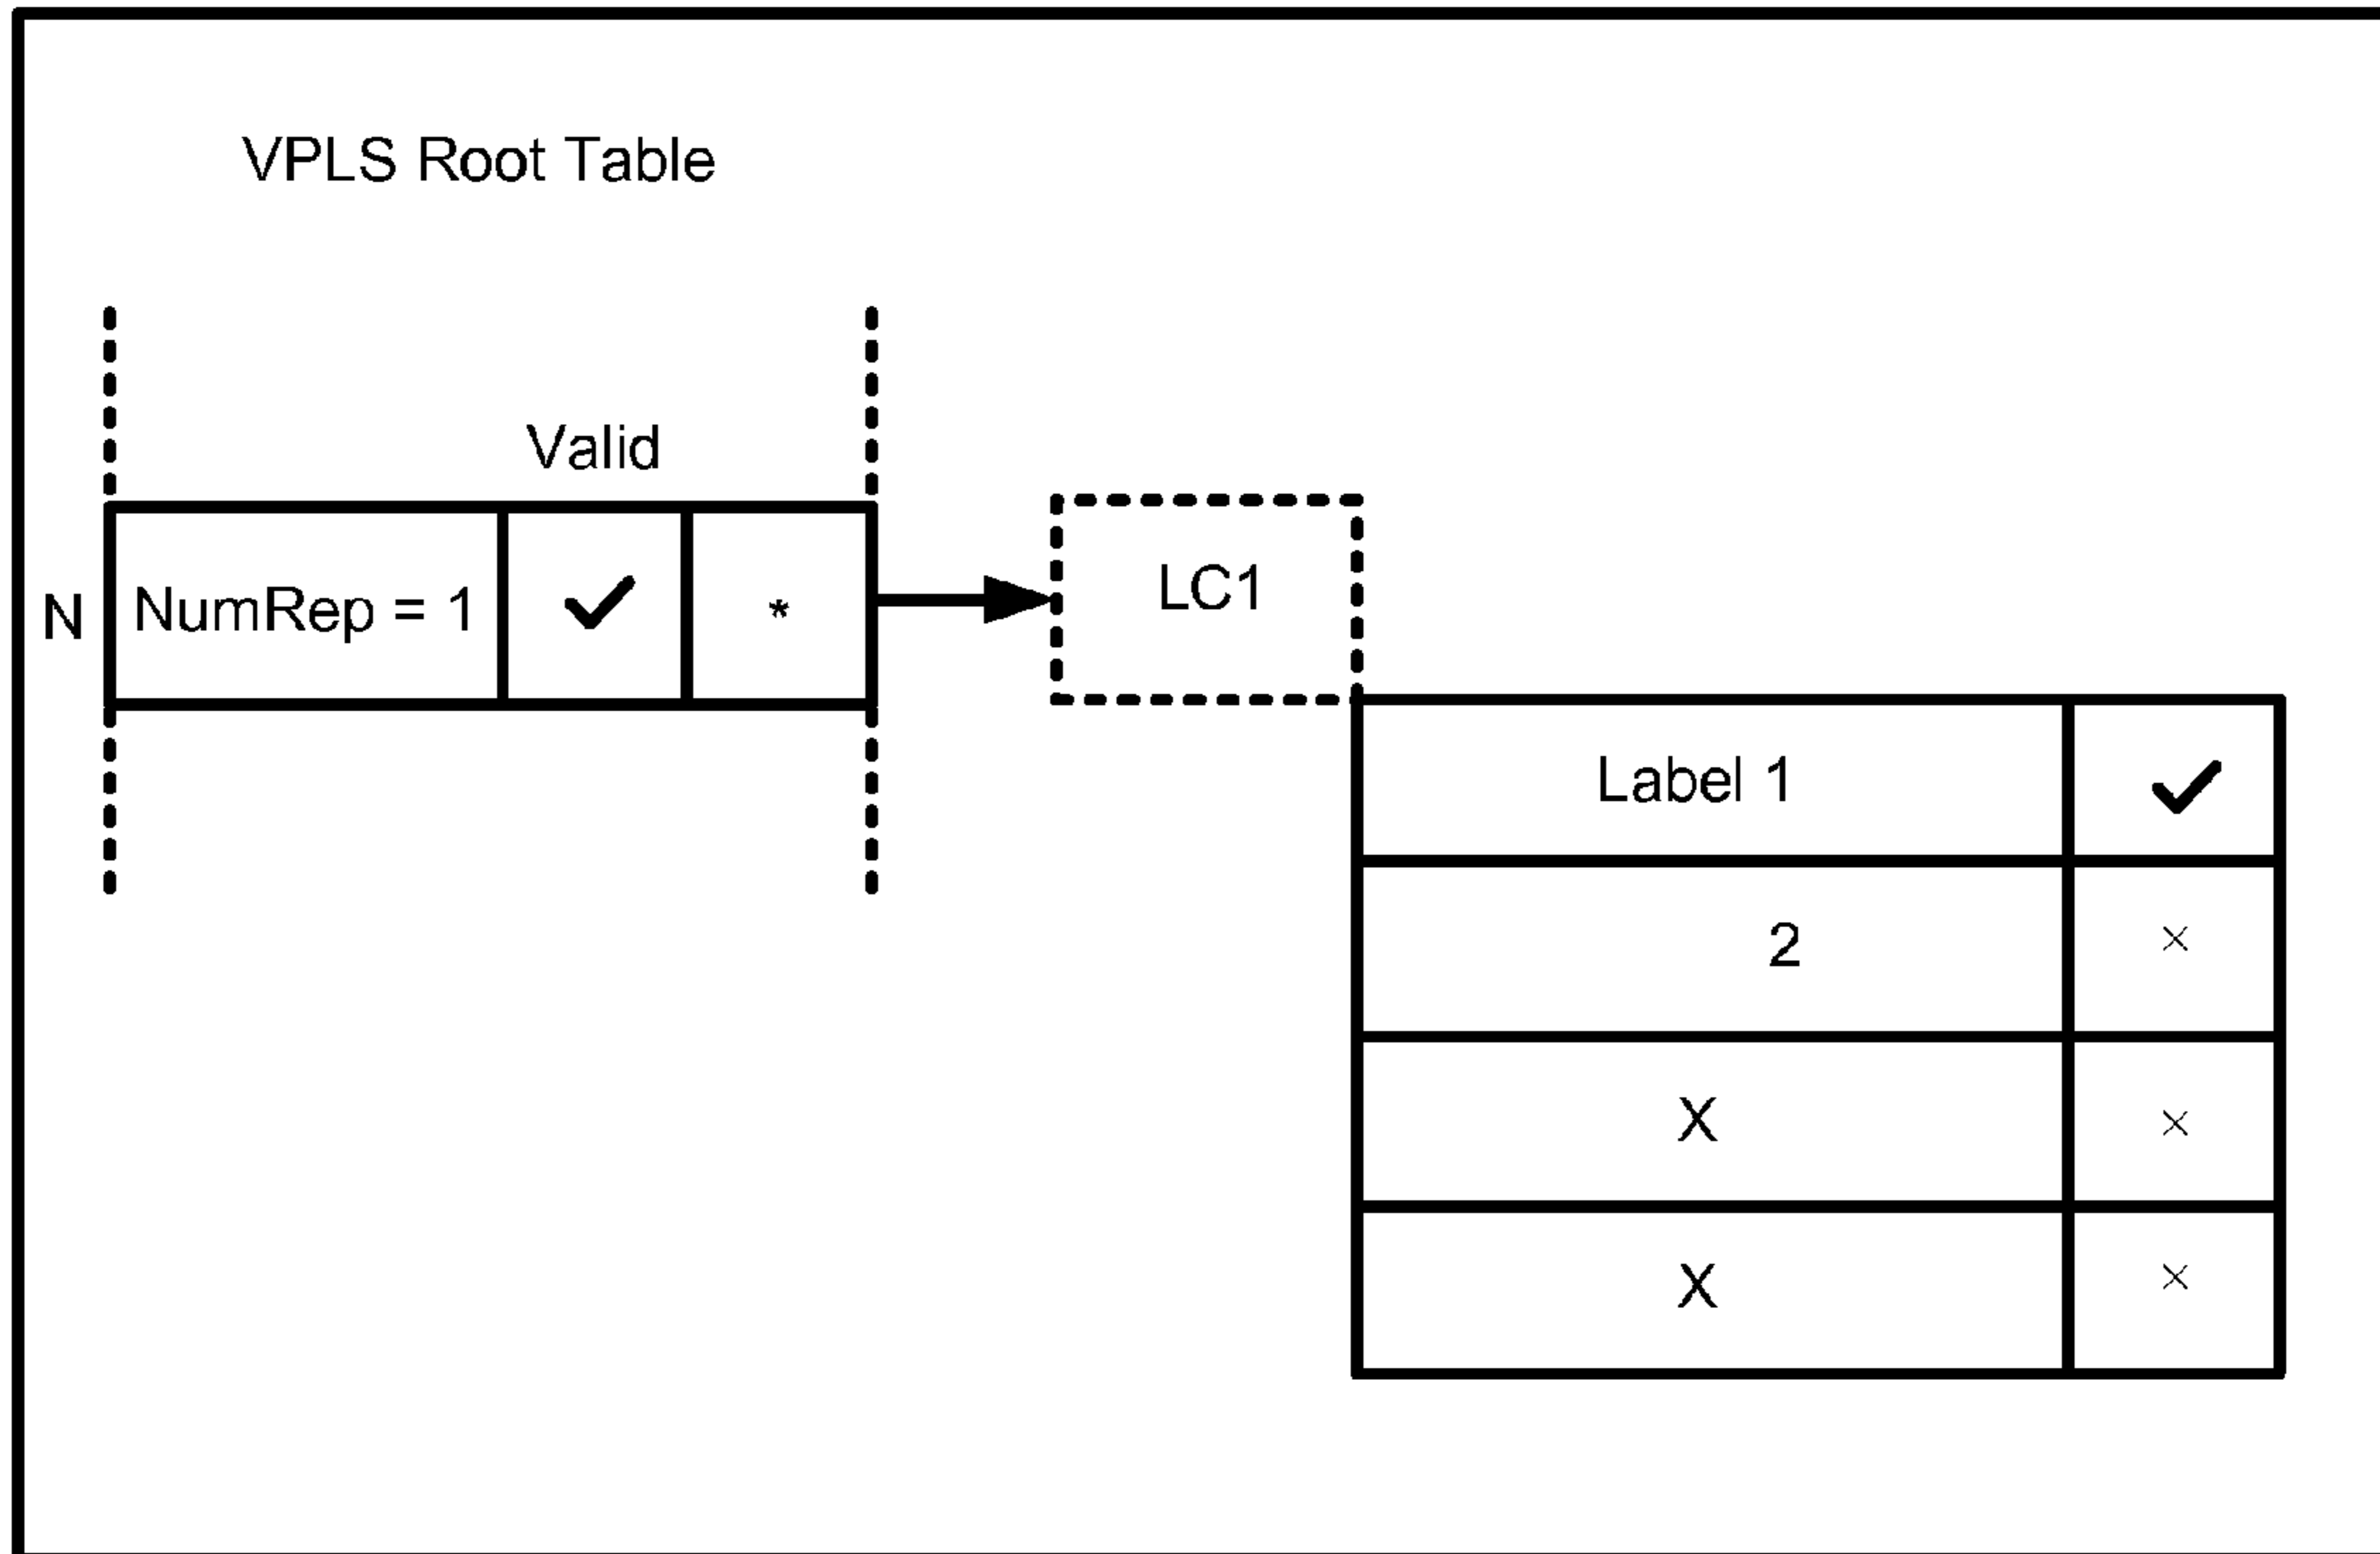 VPLS Root Table
Valid
N NumRep = 1 ✓ *
LC1
Label 1 ✓
2 ×
X ×
X ×